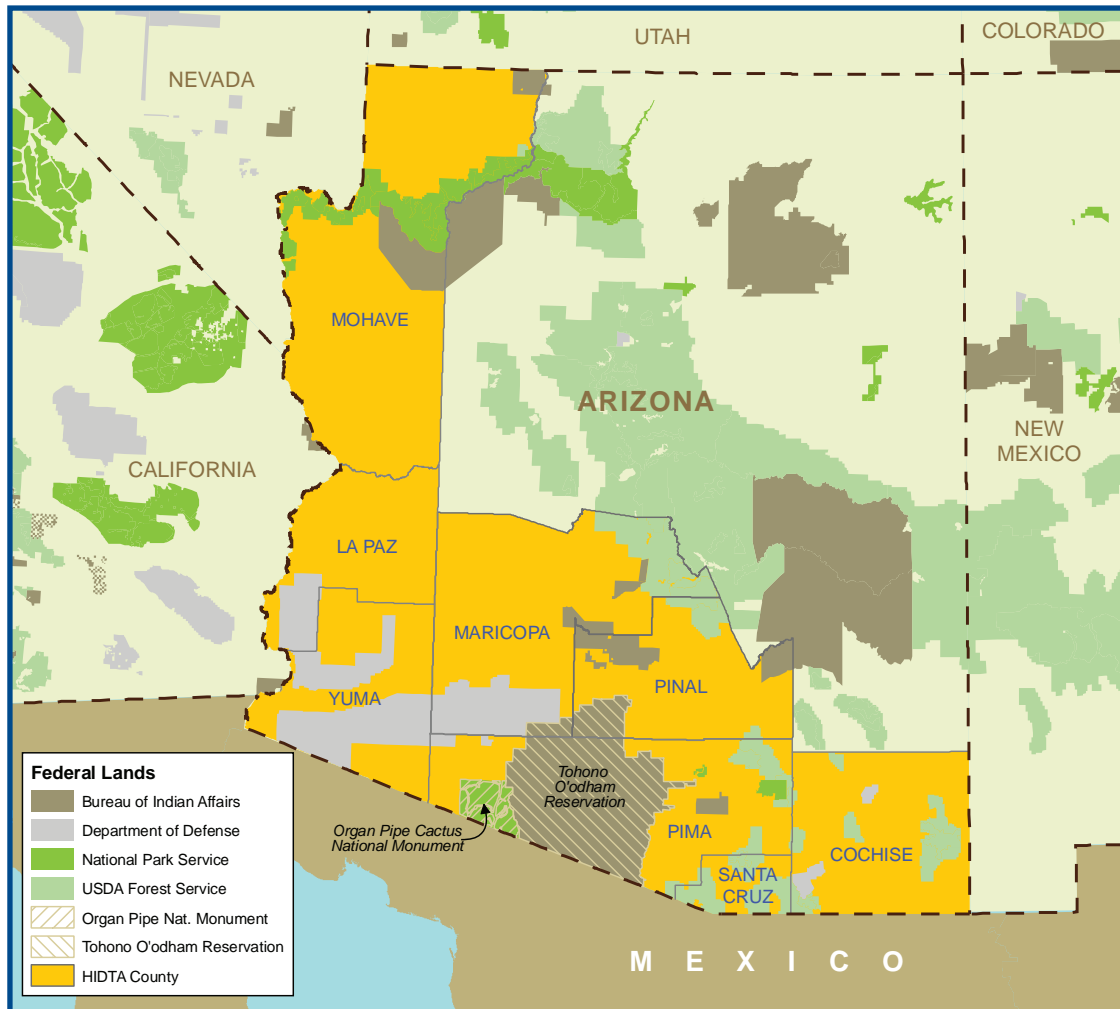 UTAH
COLORADO
NEVADA
MOHAVE
ARIZONA
NEW
MEXICO
CALIFORNIA
LA PAZ
MARICOPA
PINAL
YUMA
Tohono
O'odham
Reservation
Organ Pipe Cactus
National Monument
PIMA
COCHISE
SANTA
CRUZ
MEXICO
Federal Lands
Bureau of Indian Affairs
Department of Defense
National Park Service
USDA Forest Service
Organ Pipe Nat. Monument
Tohono O'odham Reservation
HIDTA County